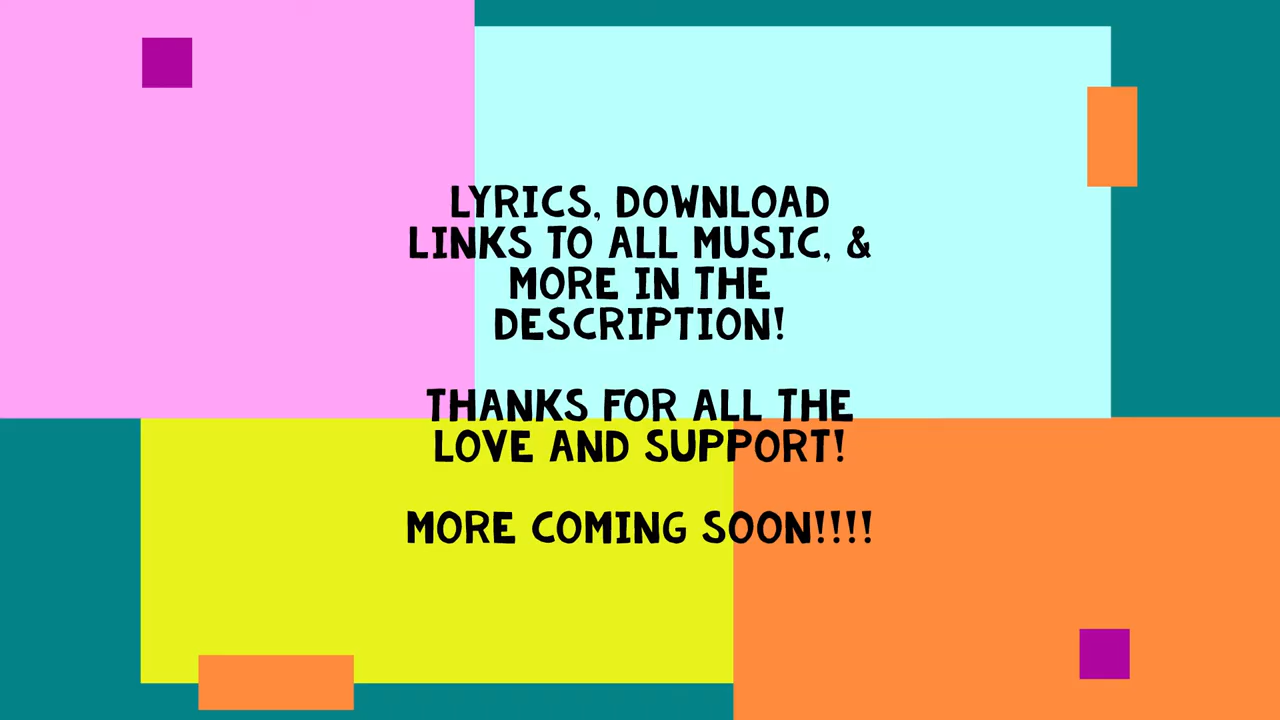 LYRICS, DOWNLOAD
LINKS TO ALL MUSIC, &
MORE IN THE
DESCRIPTION!
THANKS FOR ALL THE
LOVE AND SUPPORT!
MORE COMING SOON!!!!